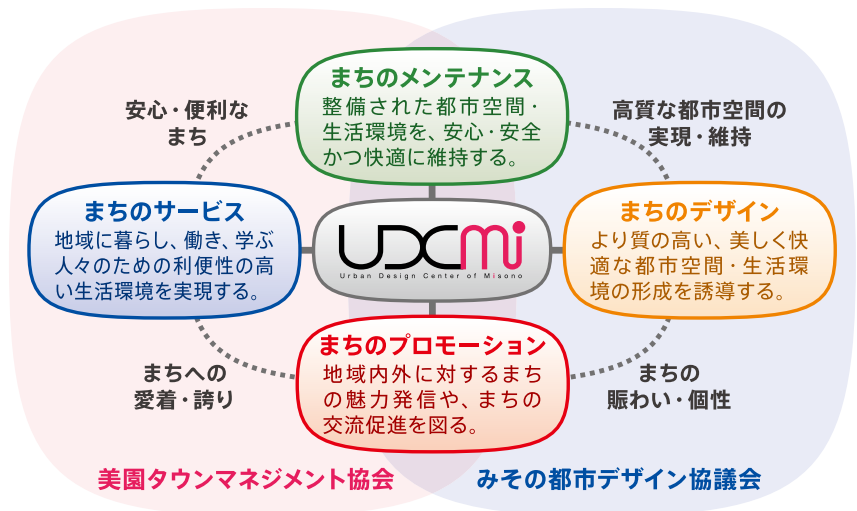 まちのメンテナンス
整備された都市空間・
生活環境を、安心・安全
かつ快適に維持する。
安心・便利な
まち
高質な都市空間の
実現・維持
まちのサービス
地域に暮らし、働き、学ぶ
人々のための利便性の高
い生活環境を実現する。
UDCMi
Urban Design Center of Misono
まちのデザイン
より質の高い、美しく快
適な都市空間・生活環
境の形成を誘導する。
まちのプロモーション
地域内外に対するまち
の魅力発信や、まちの
交流促進を図る。
まちへの
愛着・誇り
まちの
賑わい・個性
美園タウンマネジメント協会
みその都市デザイン協議会